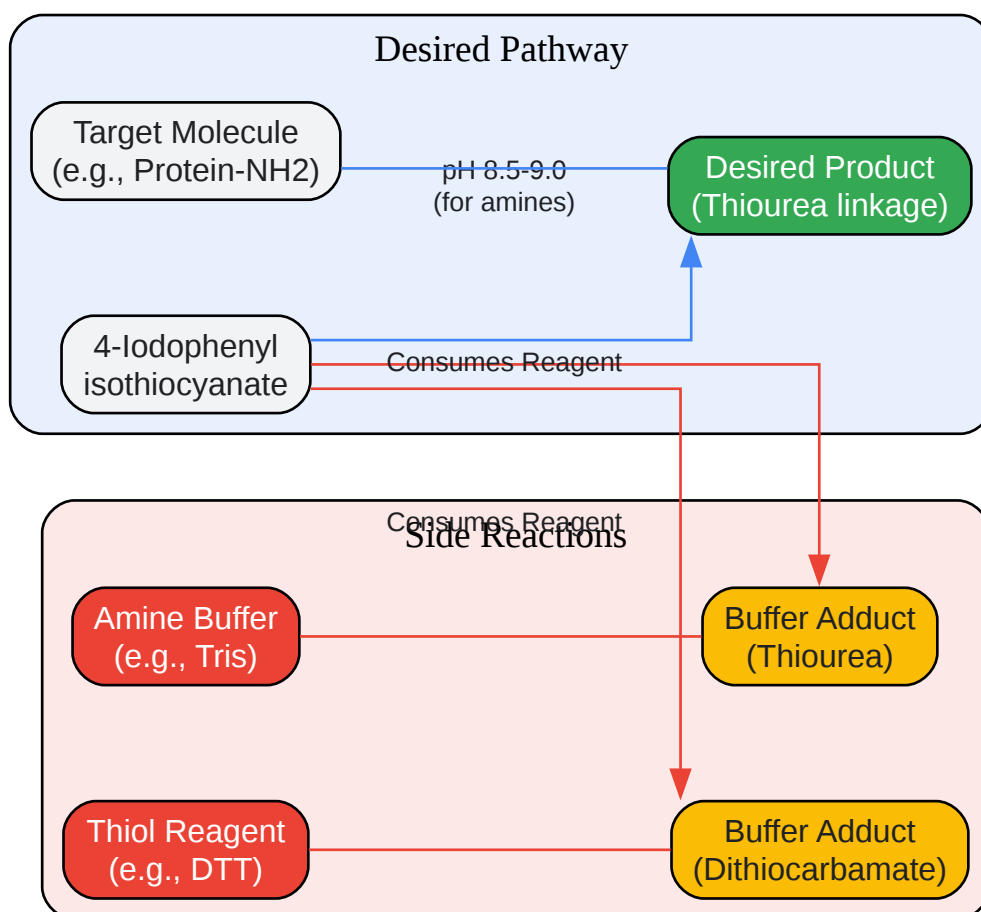 Desired Pathway
Target Molecule
(e.g., Protein-NH2)
pH 8.5-9.0
(for amines)
Desired Product
(Thiourea linkage)
4-Iodophenyl
isothiocyanate
Consumes Reagent
Consumes Reagent
Side Reactions
Amine Buffer
(e.g., Tris)
Buffer Adduct
(Thiourea)
Thiol Reagent
(e.g., DTT)
Buffer Adduct
(Dithiocarbamate)